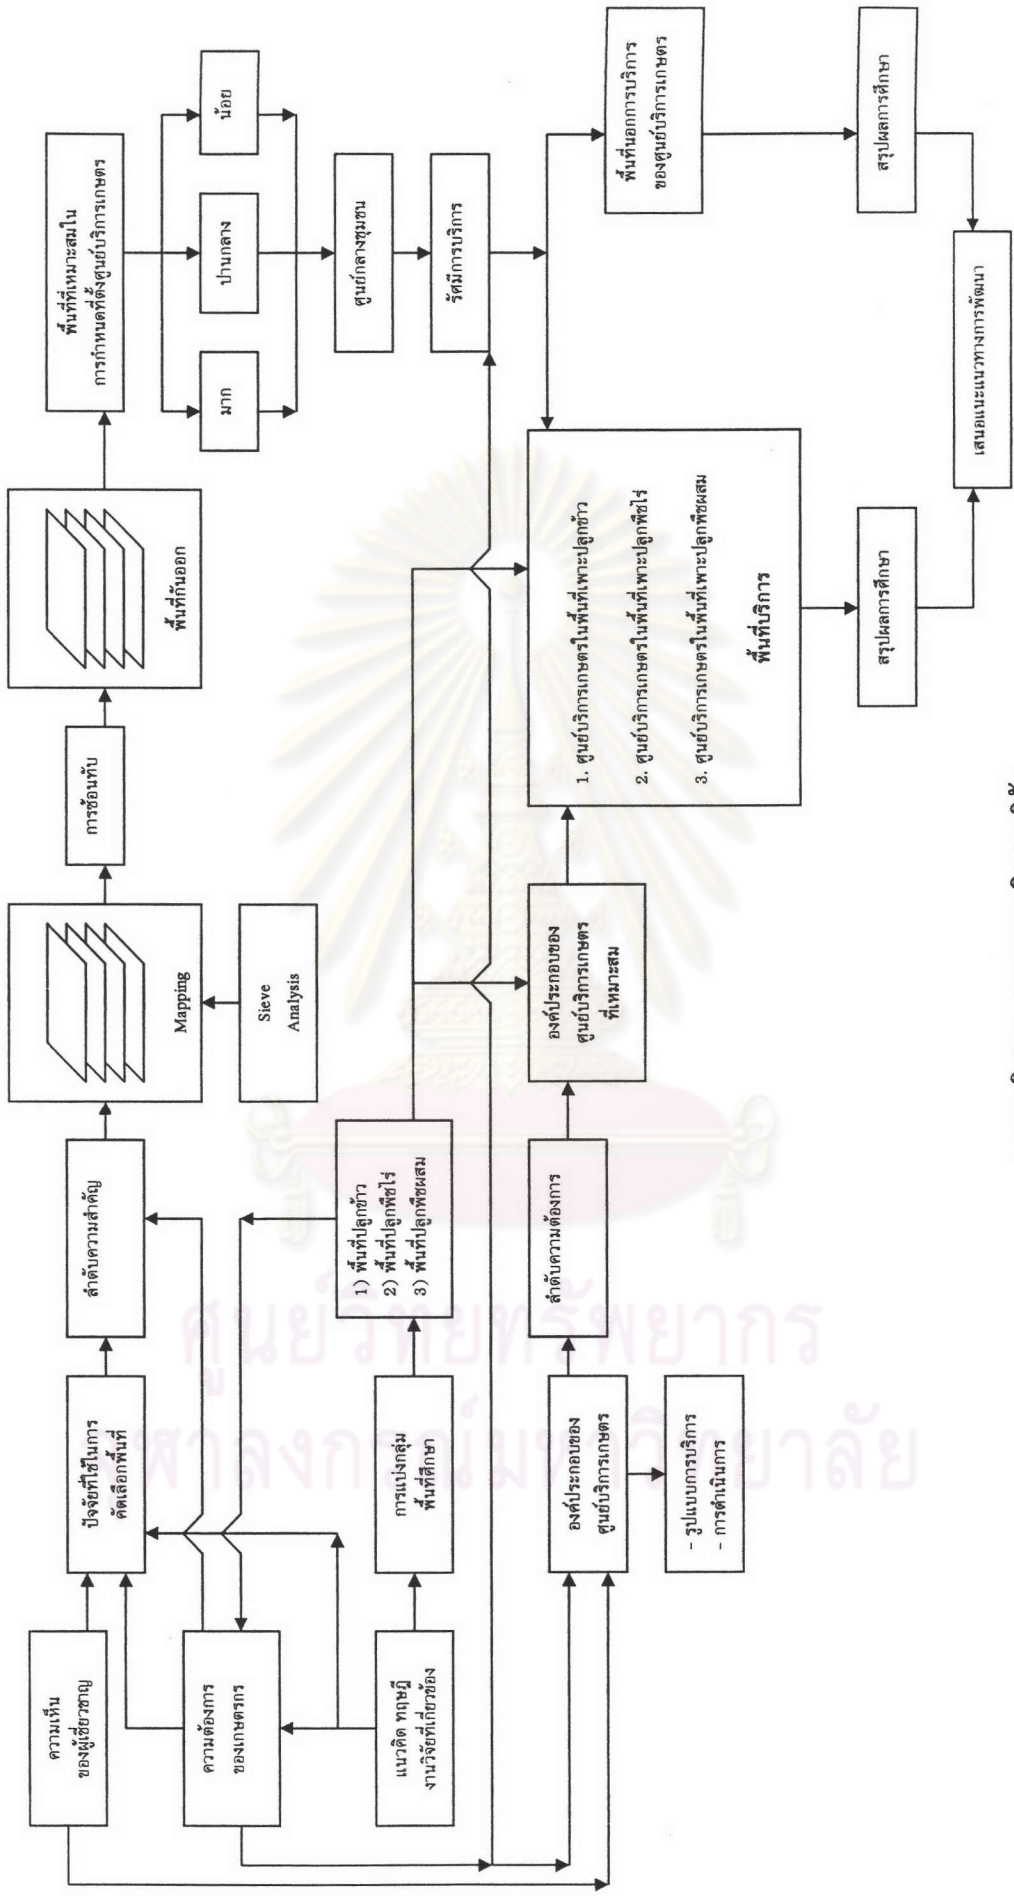 ความเห็น
ของผู้เชี่ยวชาญ
ความต้องการ
ของเกษตรกร
แนวคิด ทฤษฎี
งานวิจัยที่เกี่ยวข้อง
ปัจจัยที่ใช้ในการ
คัดเลือกพื้นที่
การแบ่งกลุ่ม
พื้นที่ศึกษา
องค์ประกอบของ
ศูนย์บริการเกษตร
- รูปแบบการบริการ
- การดำเนินการ
ลำดับความสำคัญ
1) พื้นที่ปลูกข้าว
2) พื้นที่ปลูกพืชไร่
3) พื้นที่ปลูกพืชผสม
ลำดับความต้องการ
Mapping
Sieve
Analysis
องค์ประกอบของ
ศูนย์บริการเกษตร
ที่เหมาะสม
การซ้อนทับ
พื้นที่กันออก
1. ศูนย์บริการเกษตรในพื้นที่เพาะปลูกข้าว
2. ศูนย์บริการเกษตรในพื้นที่เพาะปลูกพืชไร่
3. ศูนย์บริการเกษตรในพื้นที่เพาะปลูกพืชผสม
พื้นที่บริการ
สรุปผลการศึกษา
พื้นที่ที่เหมาะสมใน
การกำหนดที่ตั้งศูนย์บริการเกษตร
มาก
ปานกลาง
น้อย
ศูนย์กลางชุมชน
รัศมีการบริการ
พื้นที่นอกการบริการ
ของศูนย์บริการเกษตร
สรุปผลการศึกษา
เสนอแนะแนวทางการพัฒนา
ศูนย์วิทยทรัพยากร
จุฬาลงกรณ์มหาวิทยาลัย